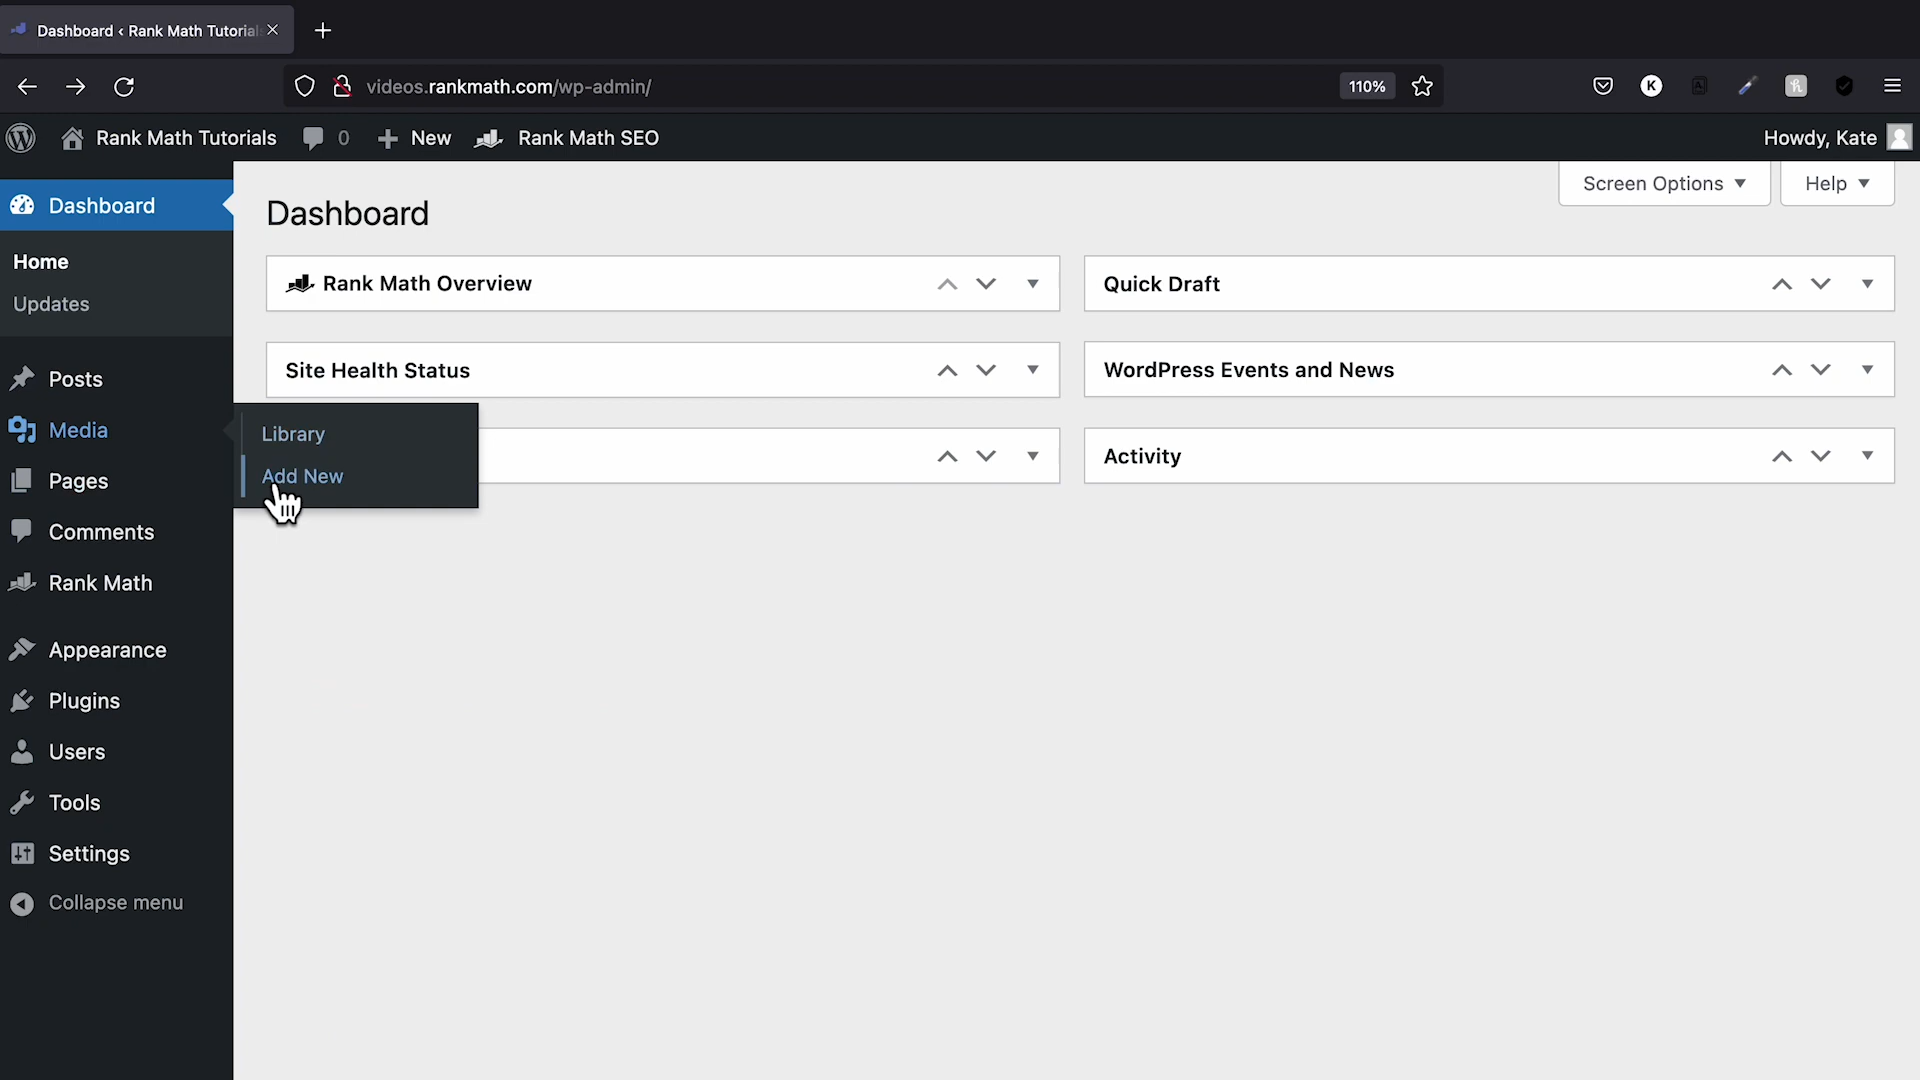 Dashboard ‹ Rank Math Tutorial
videos.rankmath.com/wp-admin/
110%
K
Rank Math Tutorials
0
New
Rank Math SEO
Howdy, Kate
Screen Options
Help
Dashboard
Home
Updates
Posts
Media
Pages
Comments
Rank Math
Appearance
Plugins
Users
Tools
Settings
Collapse menu
Library
Add New
Dashboard
Rank Math Overview
Quick Draft
Site Health Status
WordPress Events and News
Activity